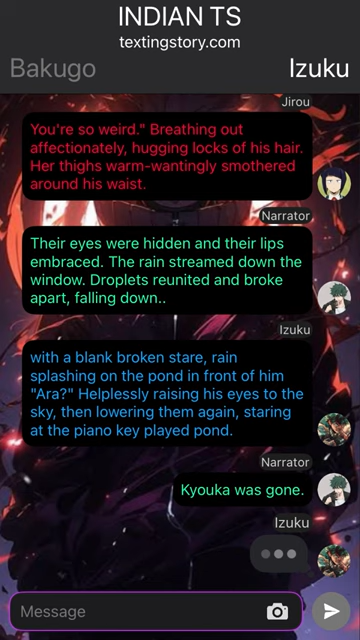 INDIAN TS
textingstory.com
Bakugo
Izuku
Jirou
You're so weird." Breathing out
affectionately, hugging locks of his hair.
Her thighs warm-wantingly smothered
around his waist.
Narrator
Their eyes were hidden and their lips
embraced. The rain streamed down the
window. Droplets reunited and broke
apart, falling down..
Izuku
with a blank broken stare, rain
splashing on the pond in front of him
"Ara?" Helplessly raising his eyes to the
sky, then lowering them again, staring
at the piano key played pond.
Narrator
Kyouka was gone.
Izuku
Message